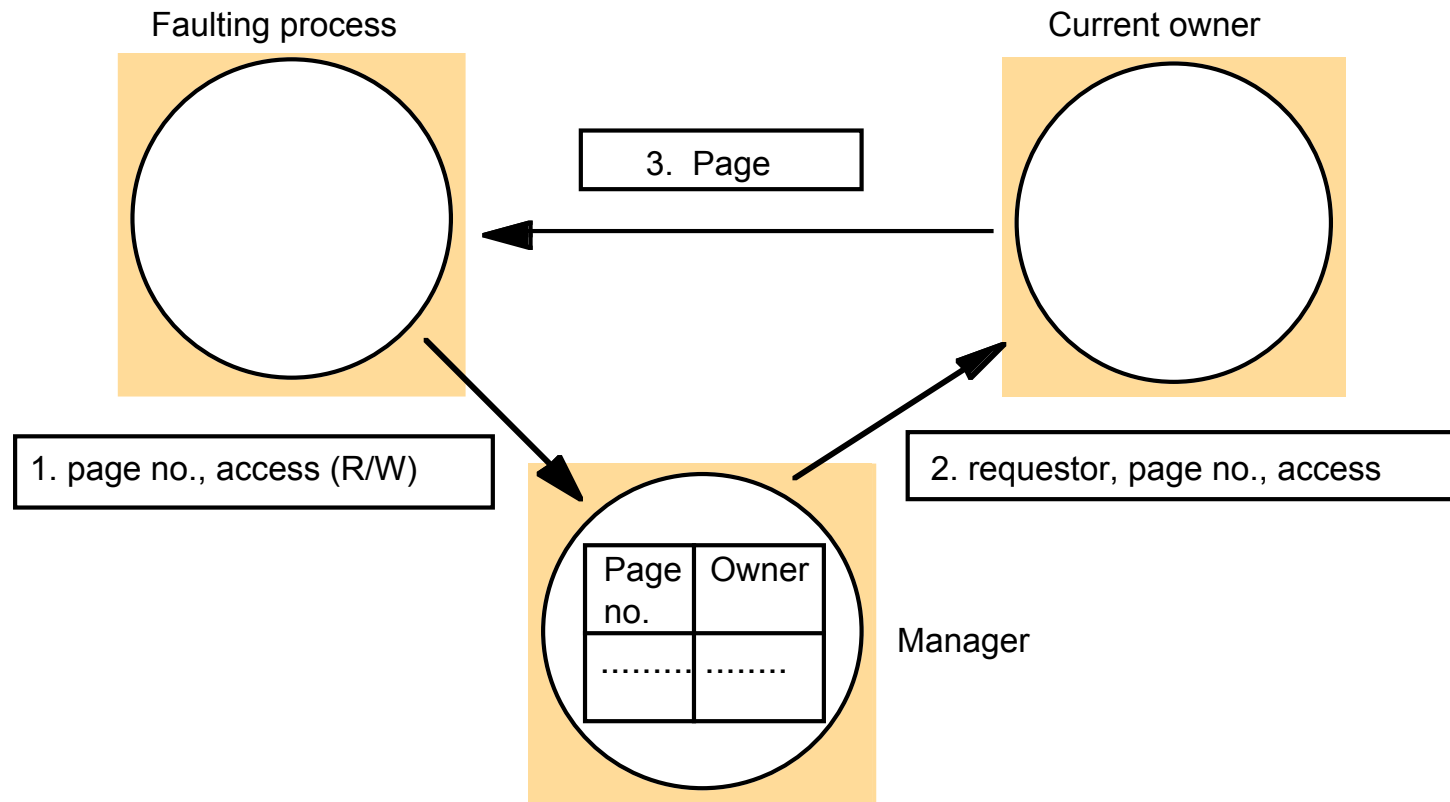 Faulting process
Current owner
3. Page
1. page no., access (R/W)
2. requestor, page no., access
Page
no.
Owner
......... ........
Manager